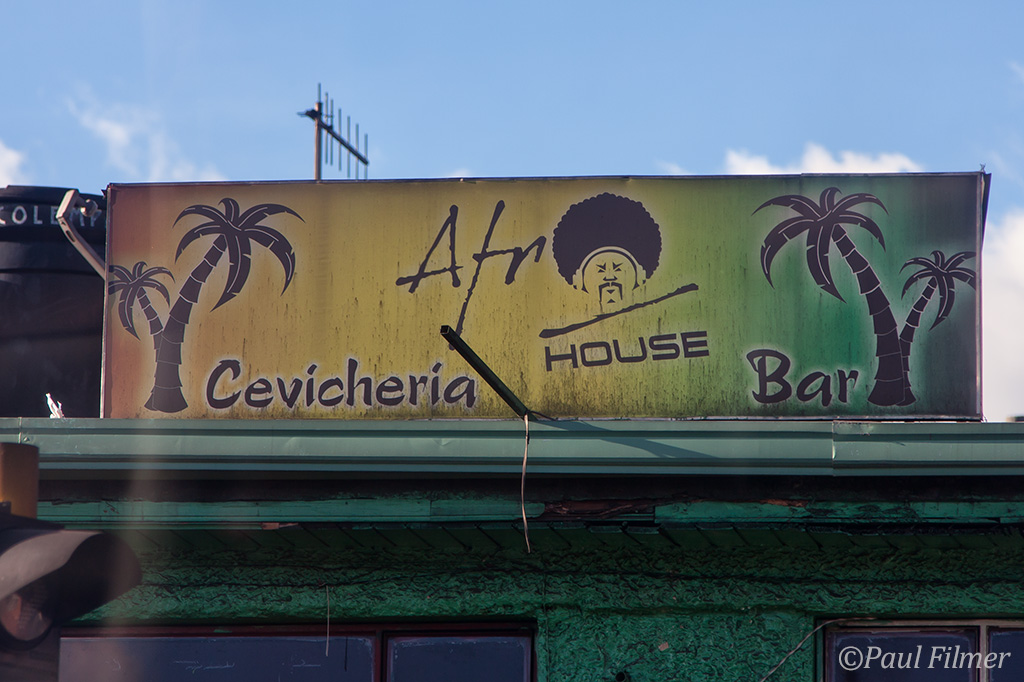 Afr
HOUSE
Cevicheria
Bar
©Paul Filmer